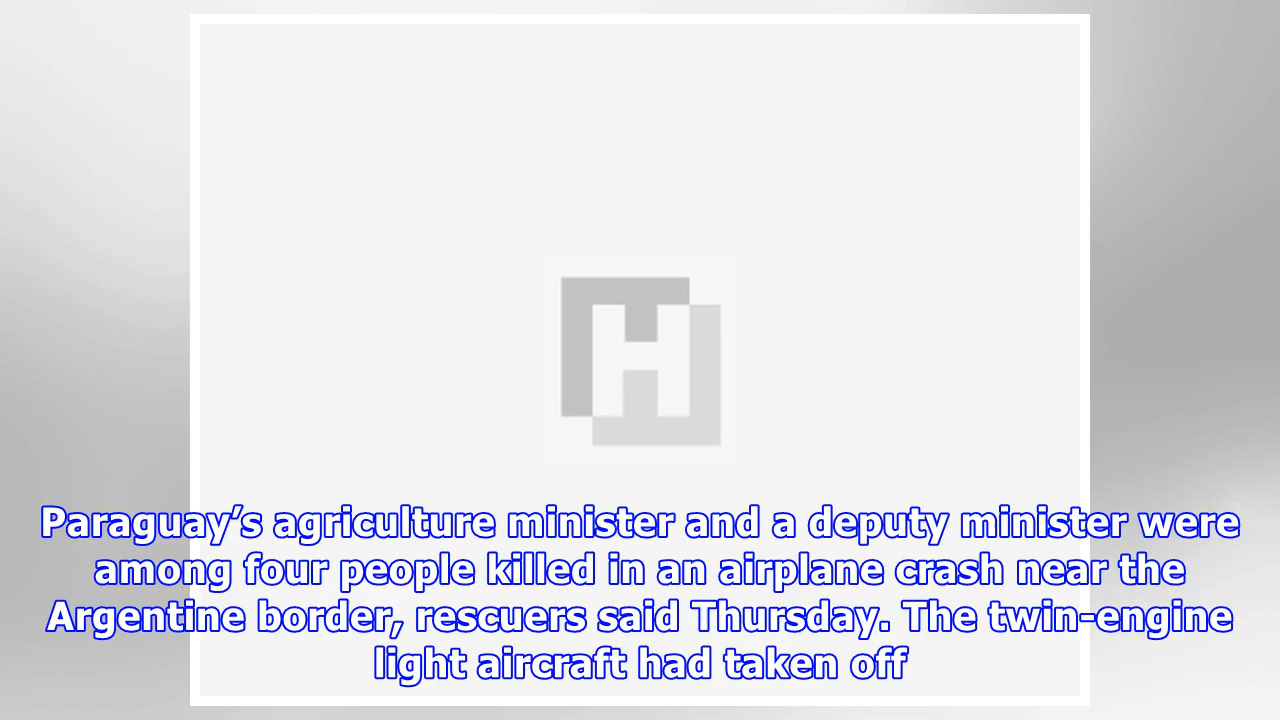 H
Paraguay’s agriculture minister and a deputy minister were
among four people killed in an airplane crash near the
Argentine border, rescuers said Thursday. The twin-engine
light aircraft had taken off